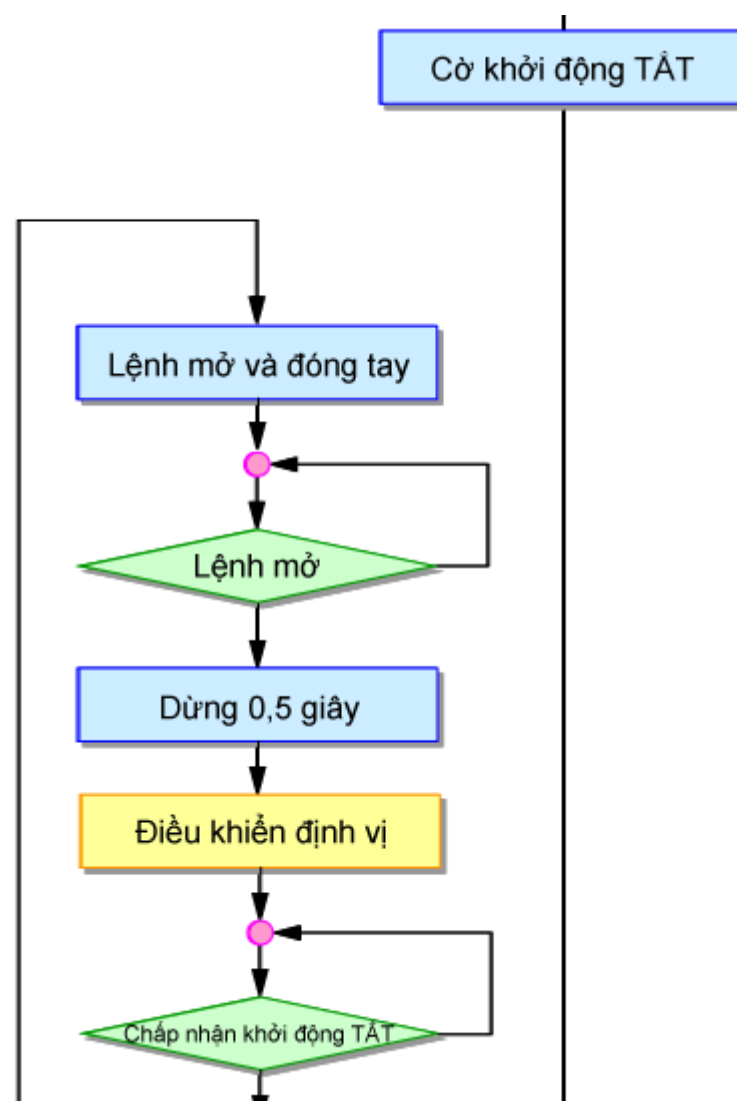 Cờ khởi động TẮT
Lệnh mở và đóng tay
Lệnh mở
Dừng 0,5 giây
Điều khiển định vị
Chấp nhận khởi động TẮT